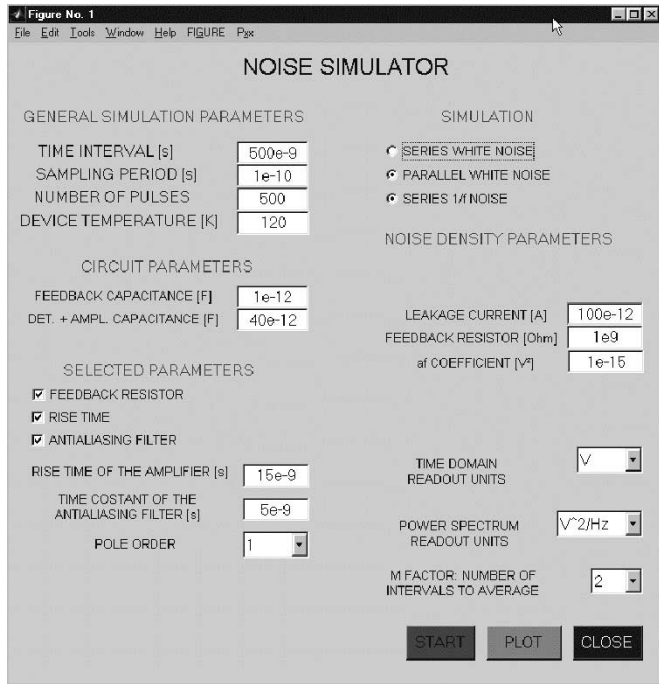 Figure No. 1
File Edit Tools Window Help FIGURE Pxx
NOISE SIMULATOR
GENERAL SIMULATION PARAMETERS
TIME INTERVAL [s] 500e-9
SAMPLING PERIOD [s] 1e-10
NUMBER OF PULSES 500
DEVICE TEMPERATURE [K] 120
CIRCUIT PARAMETERS
FEEDBACK CAPACITANCE [F] 1e-12
DET. + AMPL. CAPACITANCE [F] 40e-12
SELECTED PARAMETERS
FEEDBACK RESISTOR
RISE TIME
ANTIALIASING FILTER
RISE TIME OF THE AMPLIFIER [s] 15e-9
TIME COSTANT OF THE
ANTIALIASING FILTER [s] 5e-9
POLE ORDER 1
SIMULATION
SERIES WHITE NOISE
PARALLEL WHITE NOISE
SERIES 1/f NOISE
NOISE DENSITY PARAMETERS
LEAKAGE CURRENT [A] 100e-12
FEEDBACK RESISTOR [Ohm] 1e9
af COEFFICIENT [V²] 1e-15
TIME DOMAIN
READOUT UNITS V
POWER SPECTRUM
READOUT UNITS V^2/Hz
M FACTOR: NUMBER OF
INTERVALS TO AVERAGE 2
START PLOT CLOSE